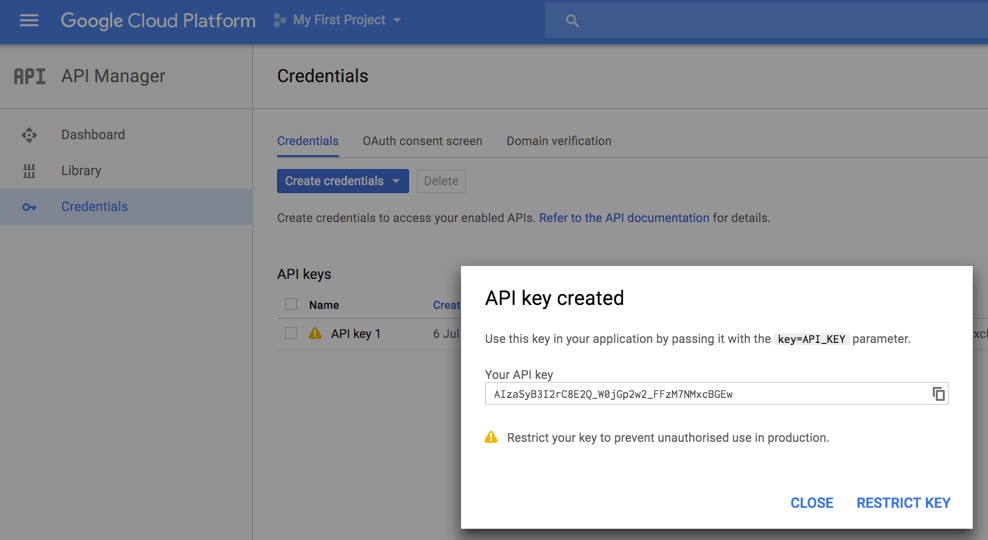 Google Cloud Platform
My First Project
API
API Manager
Credentials
Dashboard
Library
Credentials
Credentials
OAuth consent screen
Domain verification
Create credentials
Delete
Create credentials to access your enabled APIs. Refer to the API documentation for details.
API keys
Name
Creat
API key 1
6 Jul
API key created
Use this key in your application by passing it with the key=API_KEY parameter.
Your API key
AIzaSyB3I2rC8E2Q_W0jGp2w2_FFzM7NMxcBGEw
Restrict your key to prevent unauthorised use in production.
CLOSE
RESTRICT KEY